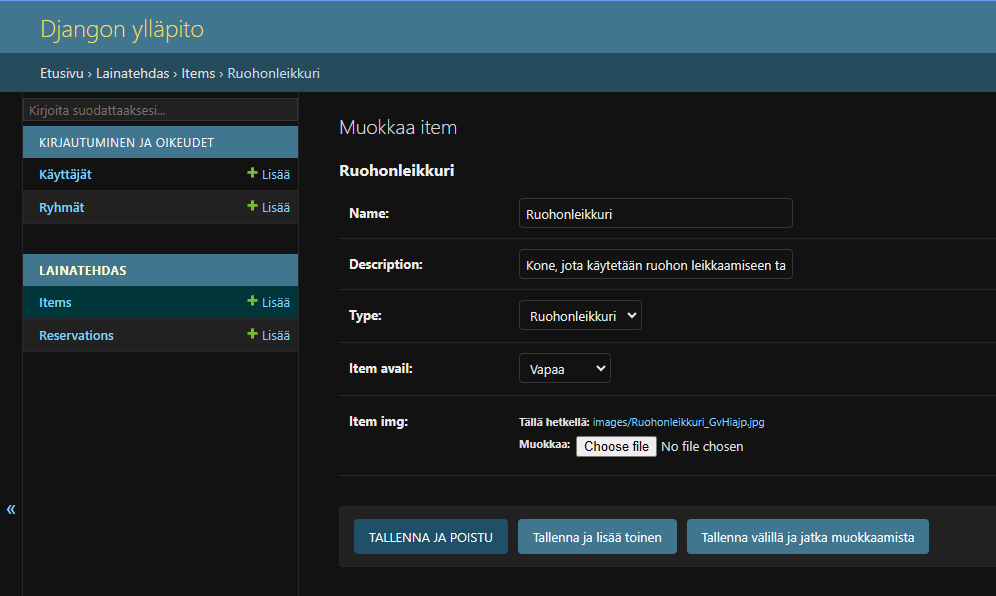 Djangon ylläpito
Etusivu › Lainatehdas › Items › Ruohonleikkuri
Kirjoita suodattaaksesi...
KIRJAUTUMINEN JA OIKEUDET
Käyttäjät + Lisää
Ryhmät + Lisää
LAINATEHDAS
Items + Lisää
Reservations + Lisää
«
Muokkaa item
Ruohonleikkuri
Name: Ruohonleikkuri
Description: Kone, jota käytetään ruohon leikkaamiseen ta
Type: Ruohonleikkuri
Item avail: Vapaa
Item img: Tällä hetkellä: images/Ruohonleikkuri_GvHiajp.jpg
Muokkaa: Choose file No file chosen
TALLENNA JA POISTU Tallenna ja lisää toinen Tallenna välillä ja jatka muokkaamista